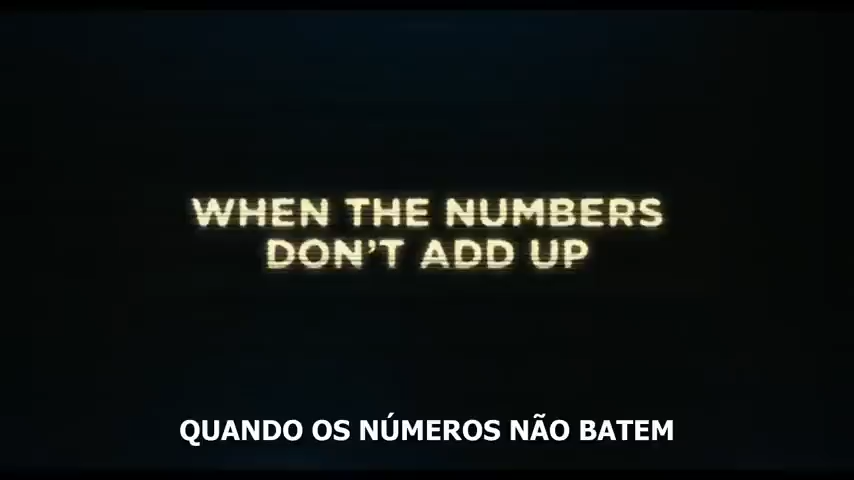 WHEN THE NUMBERS
DON'T ADD UP
QUANDO OS NÚMEROS NÃO BATEM